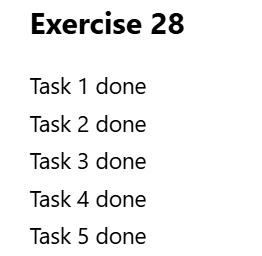 Exercise 28
Task 1 done
Task 2 done
Task 3 done
Task 4 done
Task 5 done